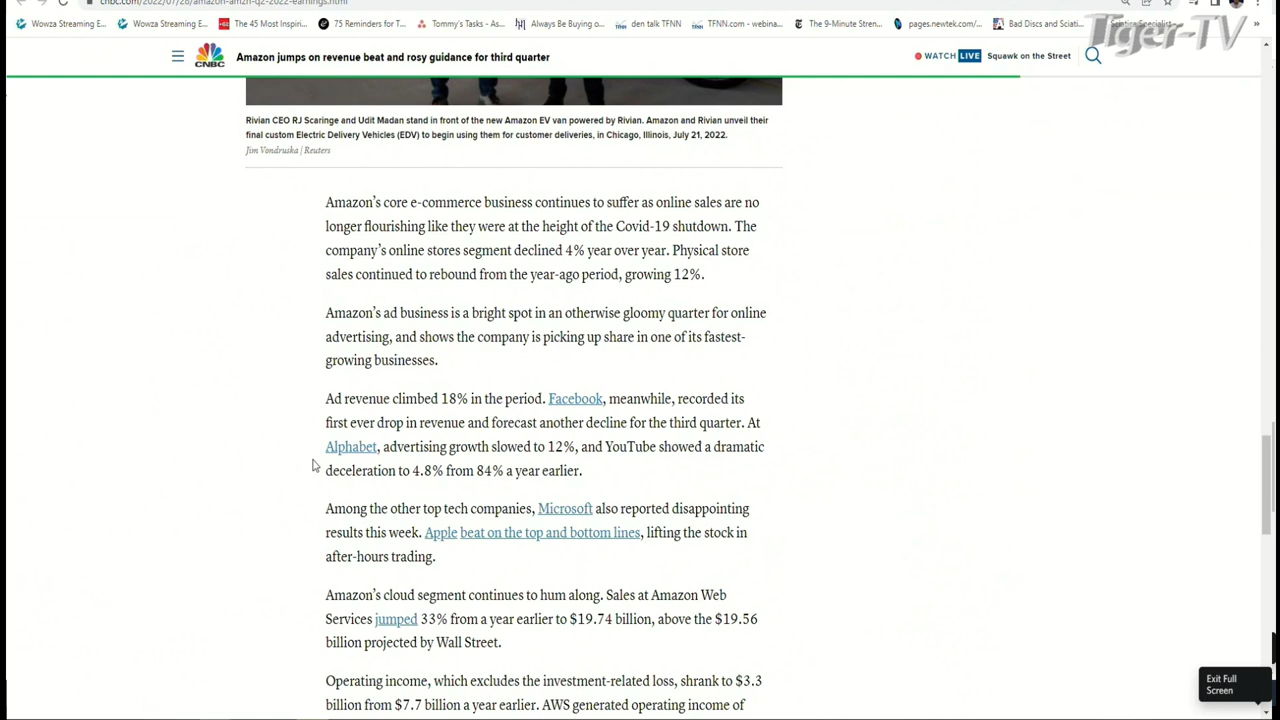 cnbc.com/2022/07/28/amazon-amzn-q2-2022-earnings.html
Wowza Streaming E...
Wowza Streaming E...
The 45 Most Inspiri...
75 Reminders for T...
Tommy's Tasks - As...
Always Be Buying o...
den talk TFNN
TFNN.com - webina...
The 9-Minute Stren...
pages.newtek.com/...
Bad Discs and Sciati...
Sciatica Specialist
»
Tiger-TV
CNBC
Amazon jumps on revenue beat and rosy guidance for third quarter
WATCH LIVE Squawk on the Street
Rivian CEO RJ Scaringe and Udit Madan stand in front of the new Amazon EV van powered by Rivian. Amazon and Rivian unveil their
final custom Electric Delivery Vehicles (EDV) to begin using them for customer deliveries, in Chicago, Illinois, July 21, 2022.
Jim Vondruska | Reuters
Amazon's core e-commerce business continues to suffer as online sales are no
longer flourishing like they were at the height of the Covid-19 shutdown. The
company's online stores segment declined 4% year over year. Physical store
sales continued to rebound from the year-ago period, growing 12%.
Amazon's ad business is a bright spot in an otherwise gloomy quarter for online
advertising, and shows the company is picking up share in one of its fastest-
growing businesses.
Ad revenue climbed 18% in the period. Facebook, meanwhile, recorded its
first ever drop in revenue and forecast another decline for the third quarter. At
Alphabet, advertising growth slowed to 12%, and YouTube showed a dramatic
deceleration to 4.8% from 84% a year earlier.
Among the other top tech companies, Microsoft also reported disappointing
results this week. Apple beat on the top and bottom lines, lifting the stock in
after-hours trading.
Amazon's cloud segment continues to hum along. Sales at Amazon Web
Services jumped 33% from a year earlier to $19.74 billion, above the $19.56
billion projected by Wall Street.
Operating income, which excludes the investment-related loss, shrank to $3.3
billion from $7.7 billion a year earlier. AWS generated operating income of
Exit Full
Screen